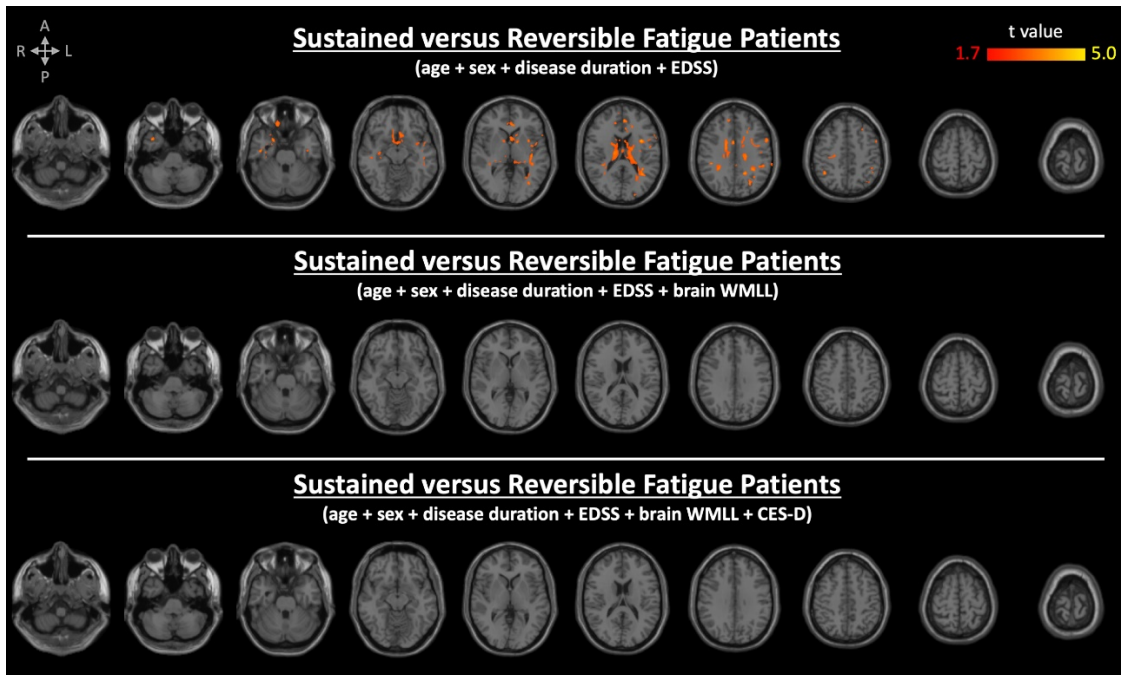 A
R L
P
Sustained versus Reversible Fatigue Patients
(age + sex + disease duration + EDSS)
t value
1.7 5.0
Sustained versus Reversible Fatigue Patients
(age + sex + disease duration + EDSS + brain WMLL)
Sustained versus Reversible Fatigue Patients
(age + sex + disease duration + EDSS + brain WMLL + CES-D)